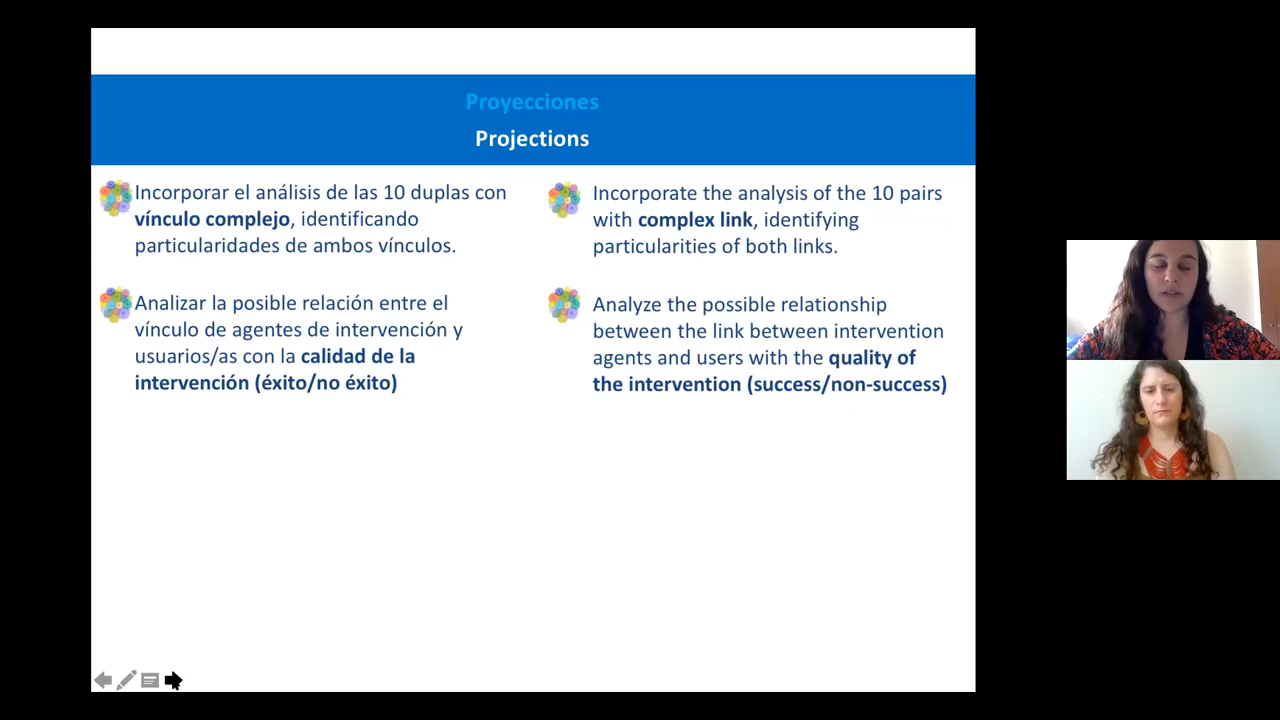 Proyecciones
Projections
Incorporar el análisis de las 10 duplas con
vínculo complejo, identificando
particularidades de ambos vínculos.
Analizar la posible relación entre el
vínculo de agentes de intervención y
usuarios/as con la calidad de la
intervención (éxito/no éxito)
Incorporate the analysis of the 10 pairs
with complex link, identifying
particularities of both links.
Analyze the possible relationship
between the link between intervention
agents and users with the quality of
the intervention (success/non-success)